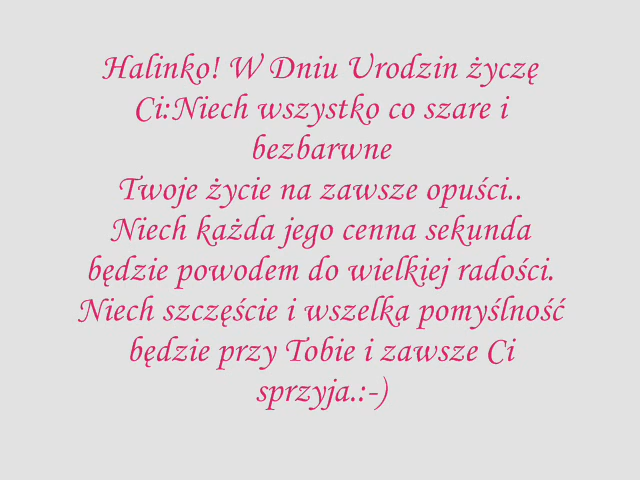 Halinko! W Dniu Urodzin życzę
Ci:Niech wszystko co szare i
bezbarwne
Twoje życie na zawsze opuści..
Niech każda jego cenna sekunda
będzie powodem do wielkiej radości.
Niech szczęście i wszelka pomyślność
będzie przy Tobie i zawsze Ci
sprzyja.:-)